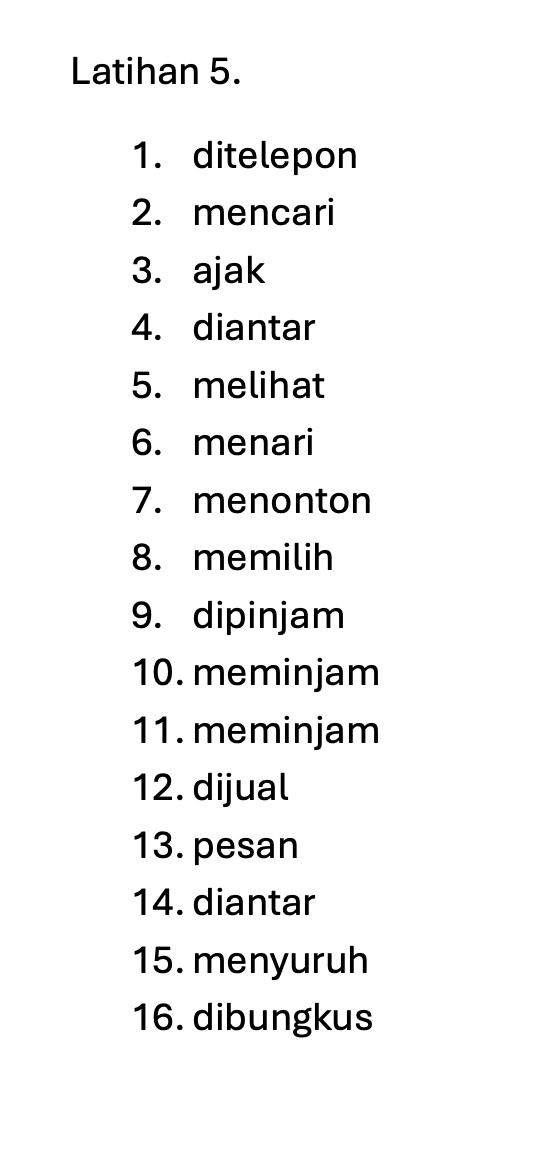 Latihan 5.
1. ditelepon
2. mencari
3. ajak
4. diantar
5. melihat
6. menari
7. menonton
8. memilih
9. dipinjam
10. meminjam
11. meminjam
12. dijual
13. pesan
14. diantar
15. menyuruh
16. dibungkus